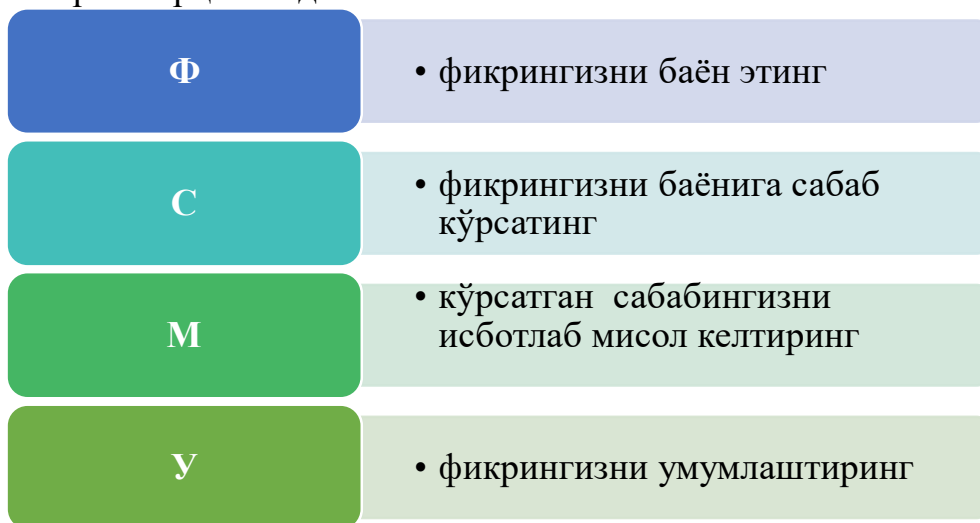 Ф
• фикрингизни баён этинг
С
• фикрингизни баёнига сабаб
кўрсатинг
М
• кўрсатган сабабингизни
исботлаб мисол келтиринг
У
• фикрингизни умумлаштиринг